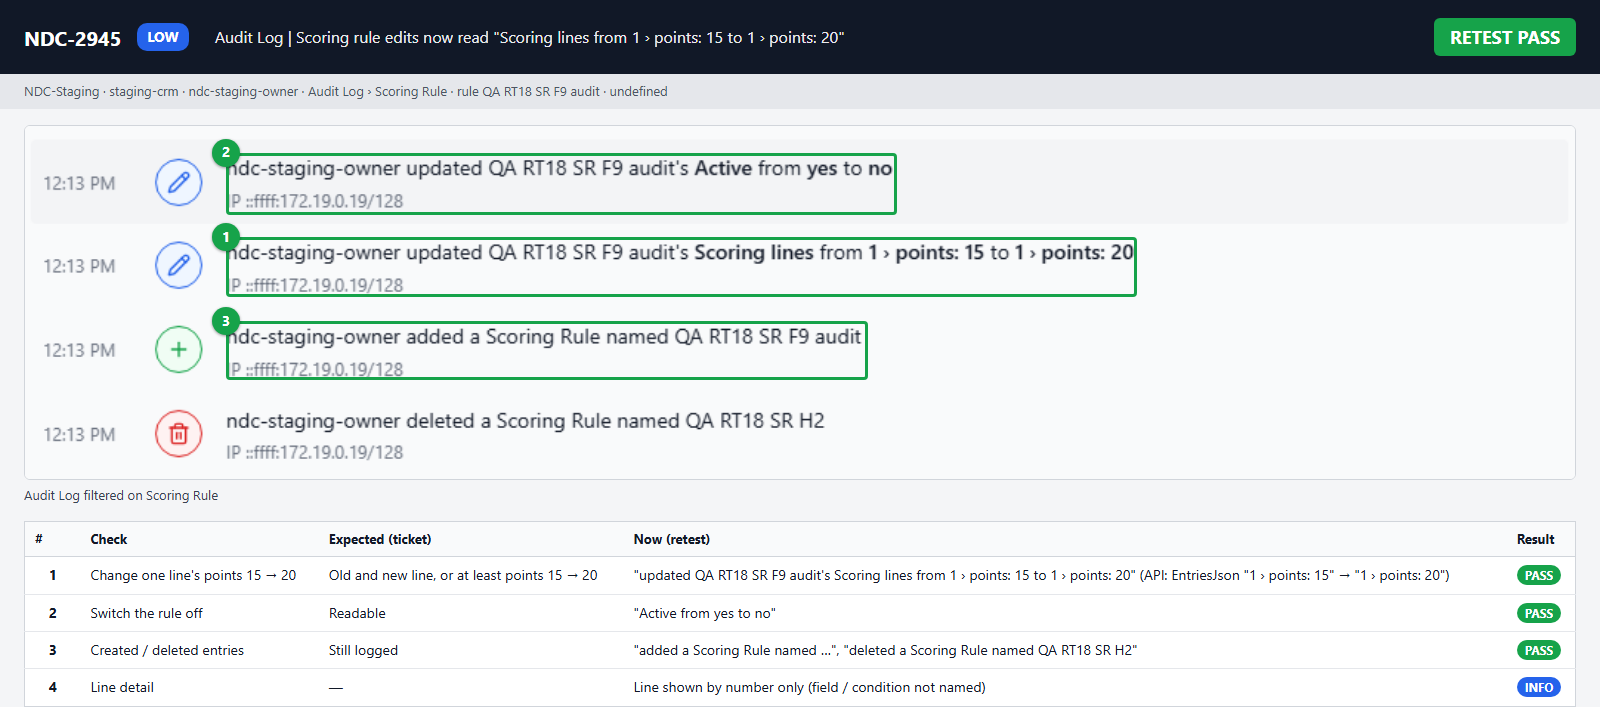 NDC-2945 LOW Audit Log | Scoring rule edits now read "Scoring lines from 1 › points: 15 to 1 › points: 20" RETEST PASS
NDC-Staging · staging-crm · ndc-staging-owner · Audit Log › Scoring Rule · rule QA RT18 SR F9 audit · undefined
2
12:13 PM ndc-staging-owner updated QA RT18 SR F9 audit's Active from yes to no
IP ::ffff:172.19.0.19/128
1
12:13 PM ndc-staging-owner updated QA RT18 SR F9 audit's Scoring lines from 1 › points: 15 to 1 › points: 20
IP ::ffff:172.19.0.19/128
3
12:13 PM ndc-staging-owner added a Scoring Rule named QA RT18 SR F9 audit
IP ::ffff:172.19.0.19/128
12:13 PM ndc-staging-owner deleted a Scoring Rule named QA RT18 SR H2
IP ::ffff:172.19.0.19/128
Audit Log filtered on Scoring Rule
# Check Expected (ticket) Now (retest) Result
1 Change one line's points 15 → 20 Old and new line, or at least points 15 → 20 "updated QA RT18 SR F9 audit's Scoring lines from 1 › points: 15 to 1 › points: 20" (API: EntriesJson "1 › points: 15" → "1 › points: 20") PASS
2 Switch the rule off Readable "Active from yes to no" PASS
3 Created / deleted entries Still logged "added a Scoring Rule named ...", "deleted a Scoring Rule named QA RT18 SR H2" PASS
4 Line detail — Line shown by number only (field / condition not named) INFO